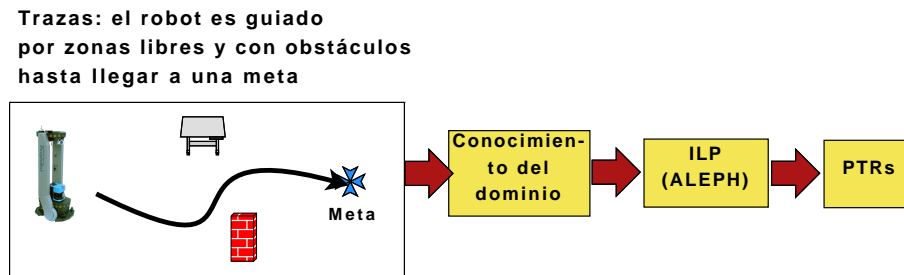 Trazas: el robot es guiado
por zonas libres y con obstáculos
hasta llegar a una meta
Meta
Conocimien-
to del
dominio
ILP
(ALEPH)
PTRs